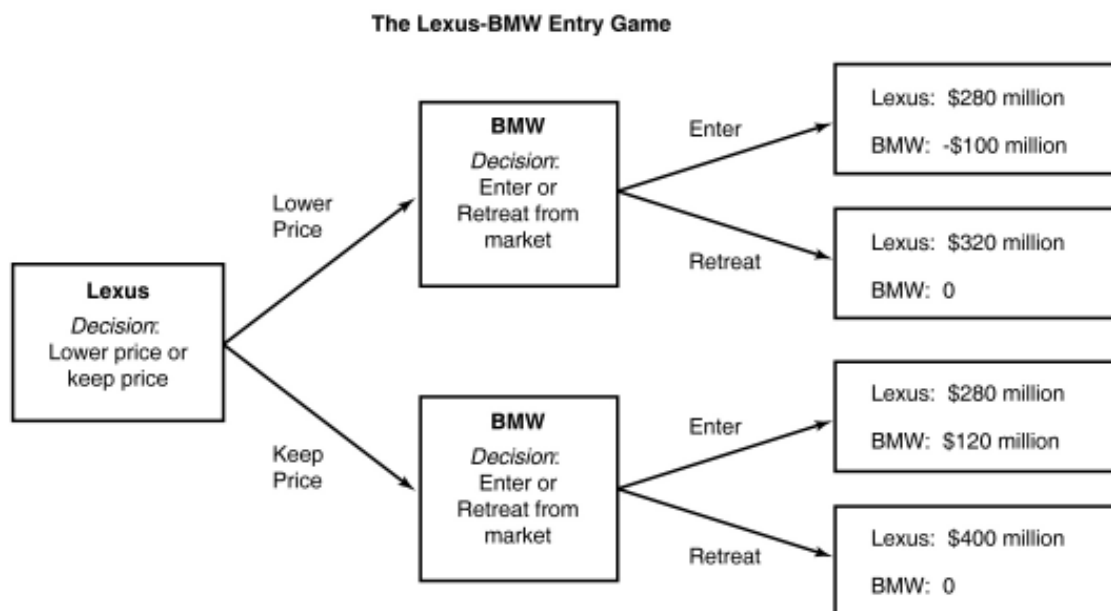 The Lexus-BMW Entry Game
Lexus
Decision:
Lower price or
keep price
Lower
Price
Keep
Price
BMW
Decision:
Enter or
Retreat from
market
Enter
Retreat
Lexus: $280 million
BMW: -$100 million
Lexus: $320 million
BMW: 0
BMW
Decision:
Enter or
Retreat from
market
Enter
Retreat
Lexus: $280 million
BMW: $120 million
Lexus: $400 million
BMW: 0